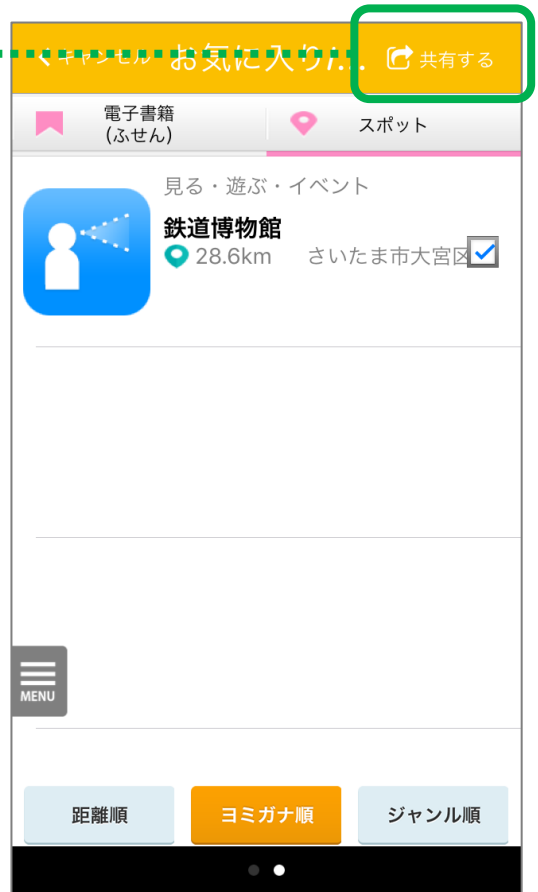 キャンセル お気に入り/... 共有する
電子書籍
(ふせん)
スポット
見る・遊ぶ・イベント
鉄道博物館
28.6km さいたま市大宮区
MENU
距離順 ヨミガナ順 ジャンル順